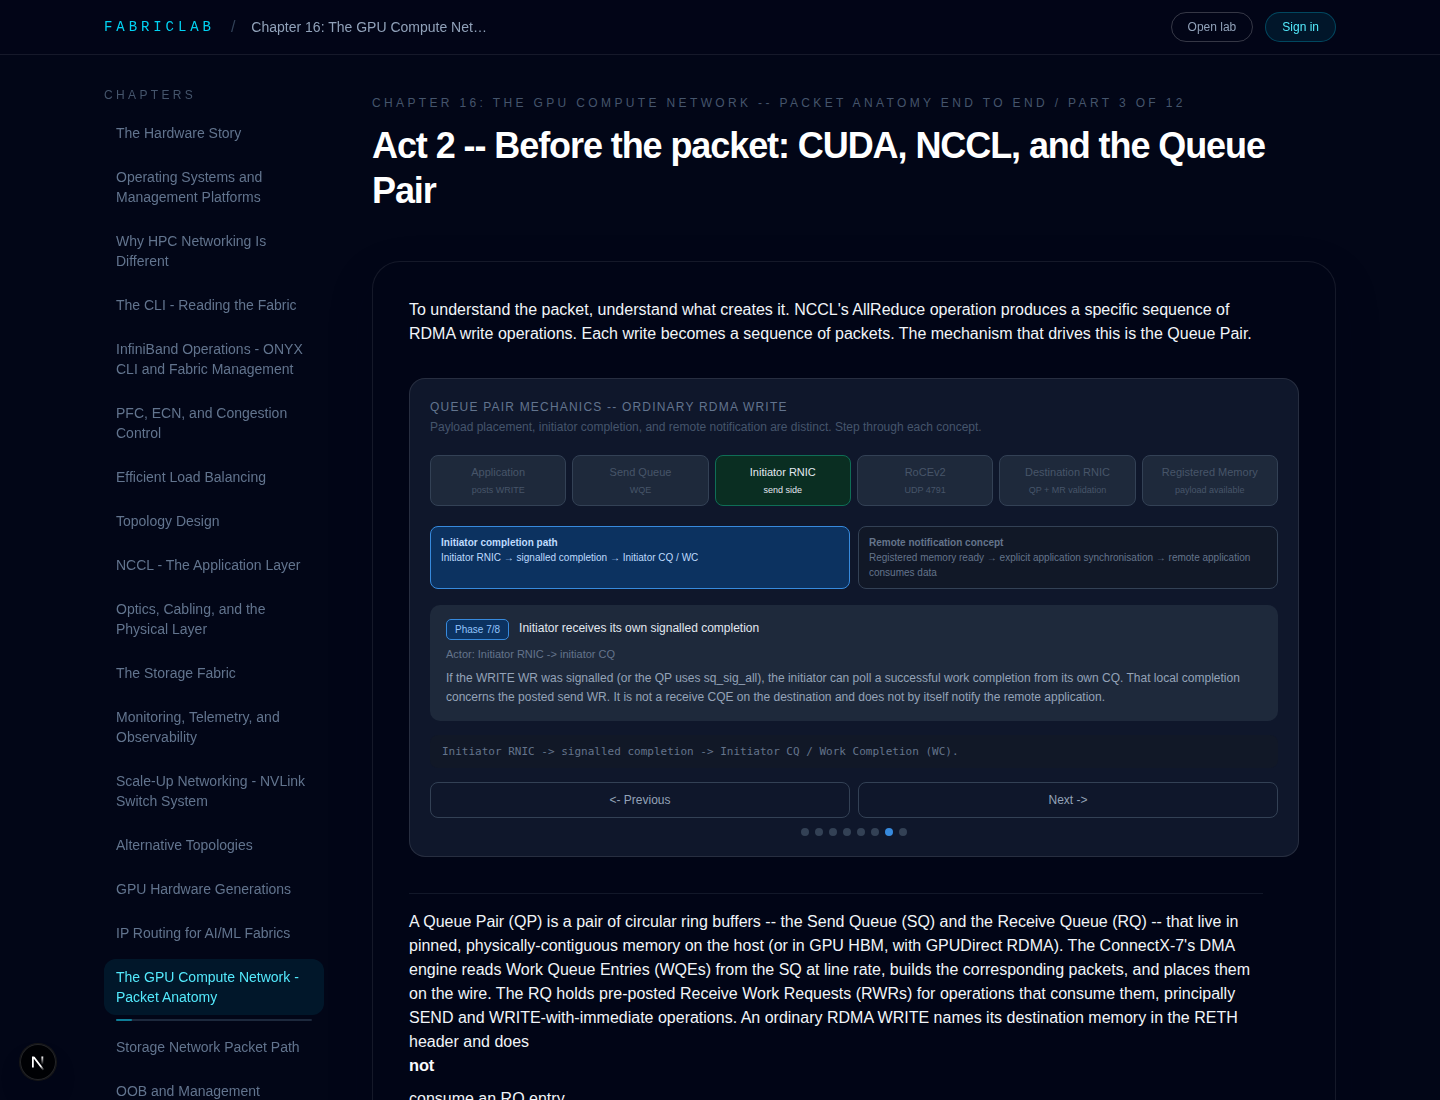 FABRICLAB / Chapter 16: The GPU Compute Net…
Open lab
Sign in
CHAPTERS
The Hardware Story
Operating Systems and
Management Platforms
Why HPC Networking Is
Different
The CLI - Reading the Fabric
InfiniBand Operations - ONYX
CLI and Fabric Management
PFC, ECN, and Congestion
Control
Efficient Load Balancing
Topology Design
NCCL - The Application Layer
Optics, Cabling, and the
Physical Layer
The Storage Fabric
Monitoring, Telemetry, and
Observability
Scale-Up Networking - NVLink
Switch System
Alternative Topologies
GPU Hardware Generations
IP Routing for AI/ML Fabrics
The GPU Compute Network -
Packet Anatomy
Storage Network Packet Path
OOB and Management
N
CHAPTER 16: THE GPU COMPUTE NETWORK -- PACKET ANATOMY END TO END / PART 3 OF 12
Act 2 -- Before the packet: CUDA, NCCL, and the Queue
Pair
To understand the packet, understand what creates it. NCCL's AllReduce operation produces a specific sequence of
RDMA write operations. Each write becomes a sequence of packets. The mechanism that drives this is the Queue Pair.
QUEUE PAIR MECHANICS -- ORDINARY RDMA WRITE
Payload placement, initiator completion, and remote notification are distinct. Step through each concept.
Application
posts WRITE
Send Queue
WQE
Initiator RNIC
send side
RoCEv2
UDP 4791
Destination RNIC
QP + MR validation
Registered Memory
payload available
Initiator completion path
Initiator RNIC → signalled completion → Initiator CQ / WC
Remote notification concept
Registered memory ready → explicit application synchronisation → remote application
consumes data
Phase 7/8 Initiator receives its own signalled completion
Actor: Initiator RNIC -> initiator CQ
If the WRITE WR was signalled (or the QP uses sq_sig_all), the initiator can poll a successful work completion from its own CQ. That local completion
concerns the posted send WR. It is not a receive CQE on the destination and does not by itself notify the remote application.
Initiator RNIC -> signalled completion -> Initiator CQ / Work Completion (WC).
<- Previous
Next ->
A Queue Pair (QP) is a pair of circular ring buffers -- the Send Queue (SQ) and the Receive Queue (RQ) -- that live in
pinned, physically-contiguous memory on the host (or in GPU HBM, with GPUDirect RDMA). The ConnectX-7's DMA
engine reads Work Queue Entries (WQEs) from the SQ at line rate, builds the corresponding packets, and places them
on the wire. The RQ holds pre-posted Receive Work Requests (RWRs) for operations that consume them, principally
SEND and WRITE-with-immediate operations. An ordinary RDMA WRITE names its destination memory in the RETH
header and does
not
consume an RQ entry.